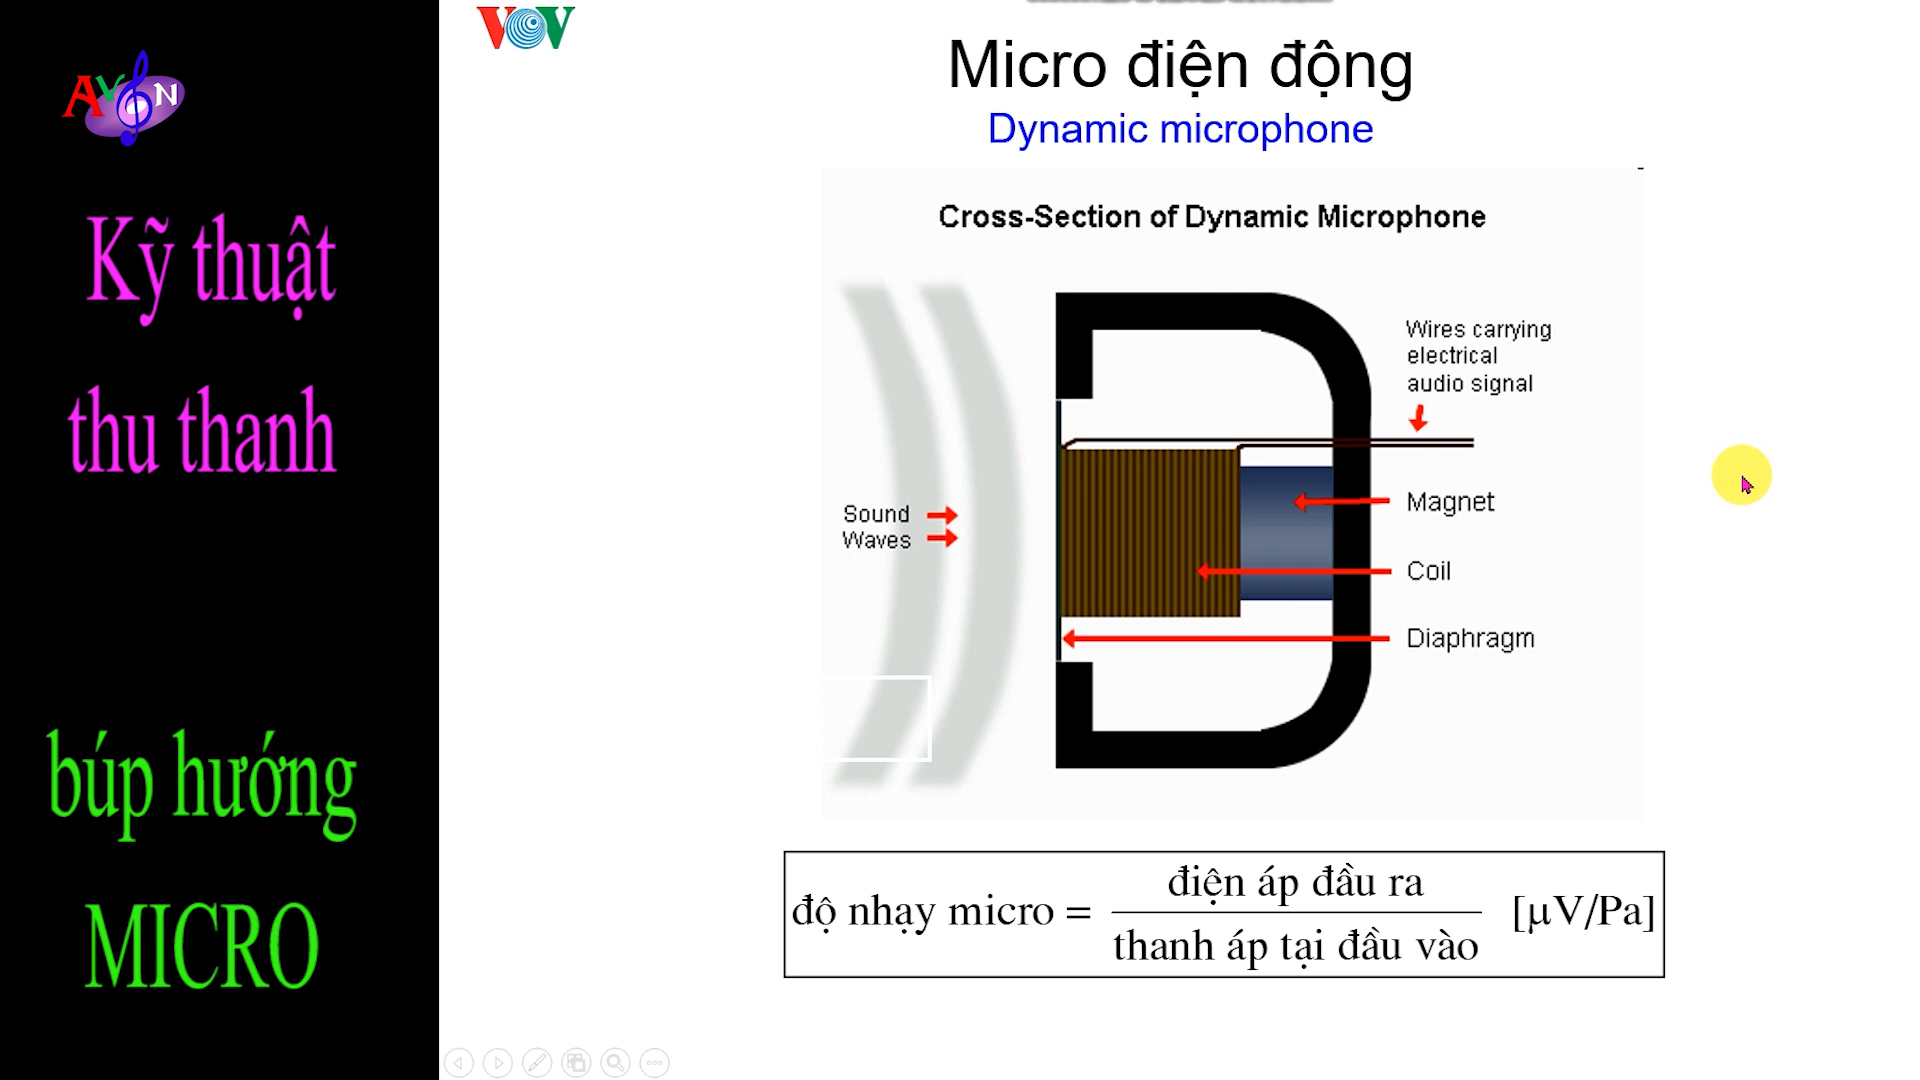 AVON
Kỹ thuật
thu thanh
búp hướng
MICRO
VOV
Micro điện động
Dynamic microphone
Cross-Section of Dynamic Microphone
Wires carrying
electrical
audio signal
Sound
Waves
Magnet
Coil
Diaphragm
độ nhạy micro = điện áp đầu ra / thanh áp tại đầu vào [µV/Pa]